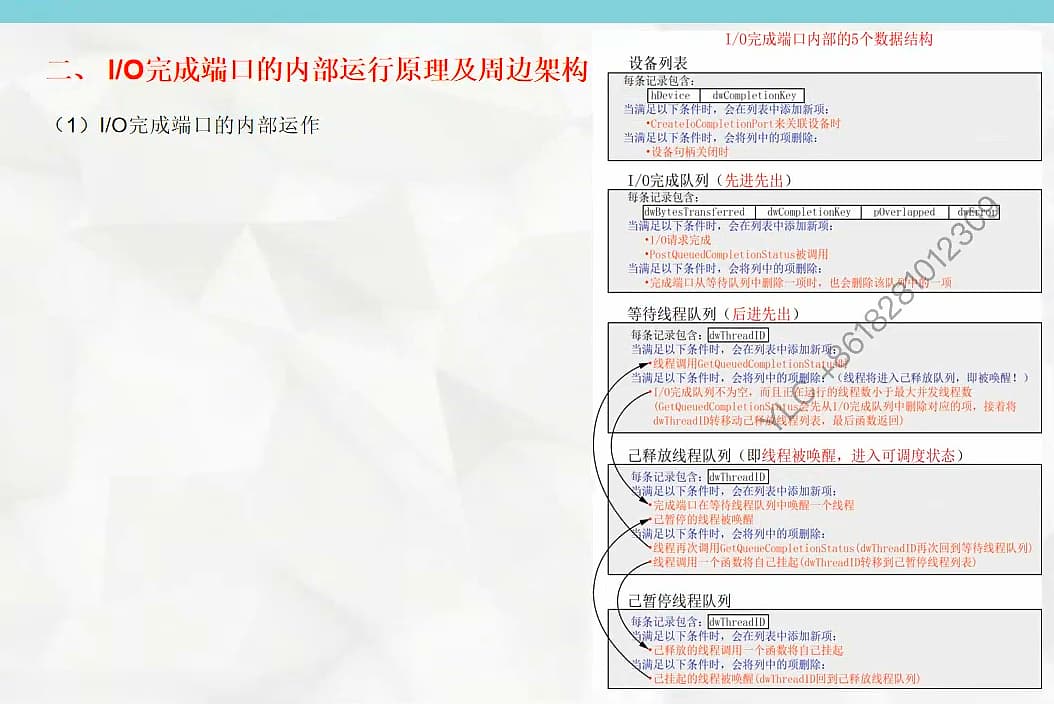 二、 I/O完成端口的内部运行原理及周边架构
（1）I/O完成端口的内部运作
I/O完成端口内部的5个数据结构
设备列表
每条记录包含：
hDevice dwCompletionKey
当满足以下条件时，会在列表中添加新项：
•CreateIoCompletionPort来关联设备时
当满足以下条件时，会将列中的项删除：
•设备句柄关闭时
I/O完成队列（先进先出）
每条记录包含：
dwBytesTransferred dwCompletionKey pOverlapped dwError
当满足以下条件时，会在列表中添加新项：
•I/O请求完成
•PostQueuedCompletionStatus被调用
当满足以下条件时，会将列中的项删除：
•完成端口从等待队列中删除一项时，也会删除该队列中的一项
等待线程队列（后进先出）
每条记录包含：dwThreadID
当满足以下条件时，会在列表中添加新项：
•线程调用GetQueuedCompletionStatus时
当满足以下条件时，会将列中的项删除：（线程将进入己释放队列，即被唤醒！）
•I/O完成队列不为空，而且正在运行的线程数小于最大并发线程数
(GetQueuedCompletionStatus会先从I/O完成队列中删除对应的项，接着将
dwThreadID转移动己释放线程列表，最后函数返回)
己释放线程队列（即线程被唤醒，进入可调度状态）
每条记录包含：dwThreadID
当满足以下条件时，会在列表中添加新项：
•完成端口在等待线程队列中唤醒一个线程
•己暂停的线程被唤醒
当满足以下条件时，会将列中的项删除：
•线程再次调用GetQueueCompletionStatus(dwThreadID再次回到等待线程队列)
•线程调用一个函数将自己挂起(dwThreadID转移到己暂停线程列表)
己暂停线程队列
每条记录包含：dwThreadID
当满足以下条件时，会在列表中添加新项：
•己释放的线程调用一个函数将自己挂起
当满足以下条件时，会将列中的项删除：
•己挂起的线程被唤醒(dwThreadID回到己释放线程队列)
YLC +8618281012309